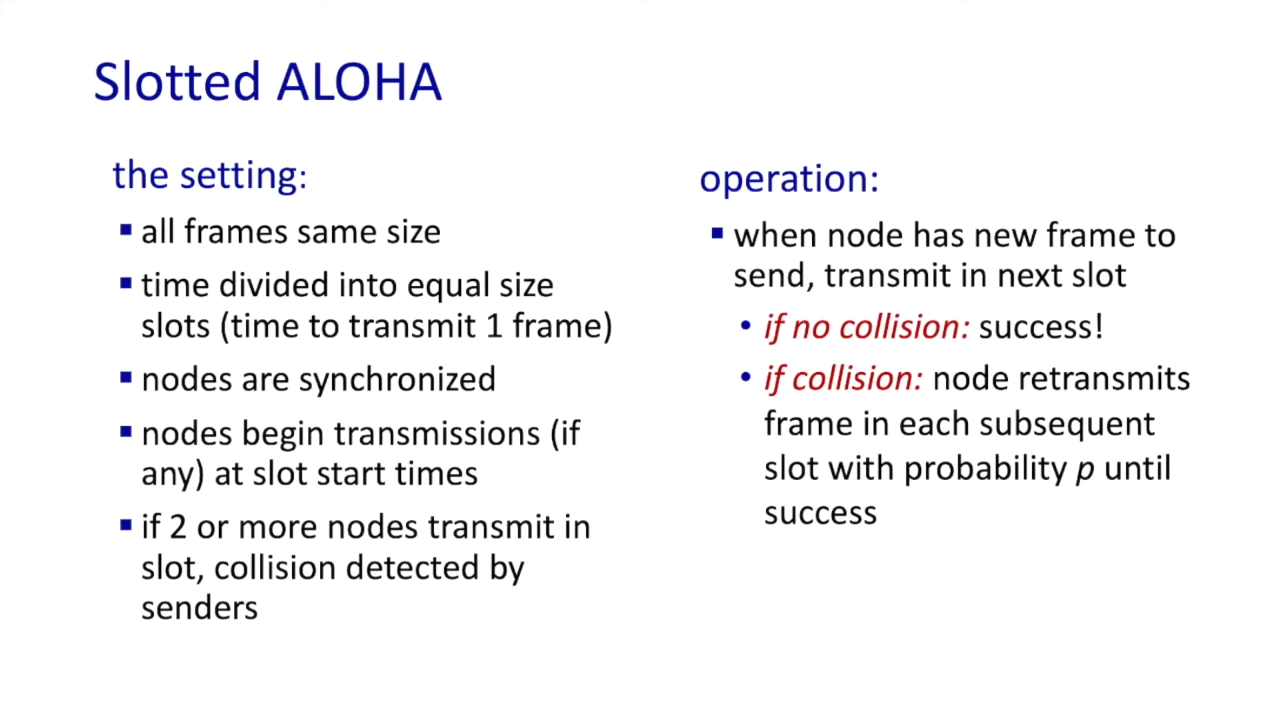 Slotted ALOHA
the setting:
▪ all frames same size
▪ time divided into equal size
slots (time to transmit 1 frame)
▪ nodes are synchronized
▪ nodes begin transmissions (if
any) at slot start times
▪ if 2 or more nodes transmit in
slot, collision detected by
senders
operation:
▪ when node has new frame to
send, transmit in next slot
• if no collision: success!
• if collision: node retransmits
frame in each subsequent
slot with probability p until
success